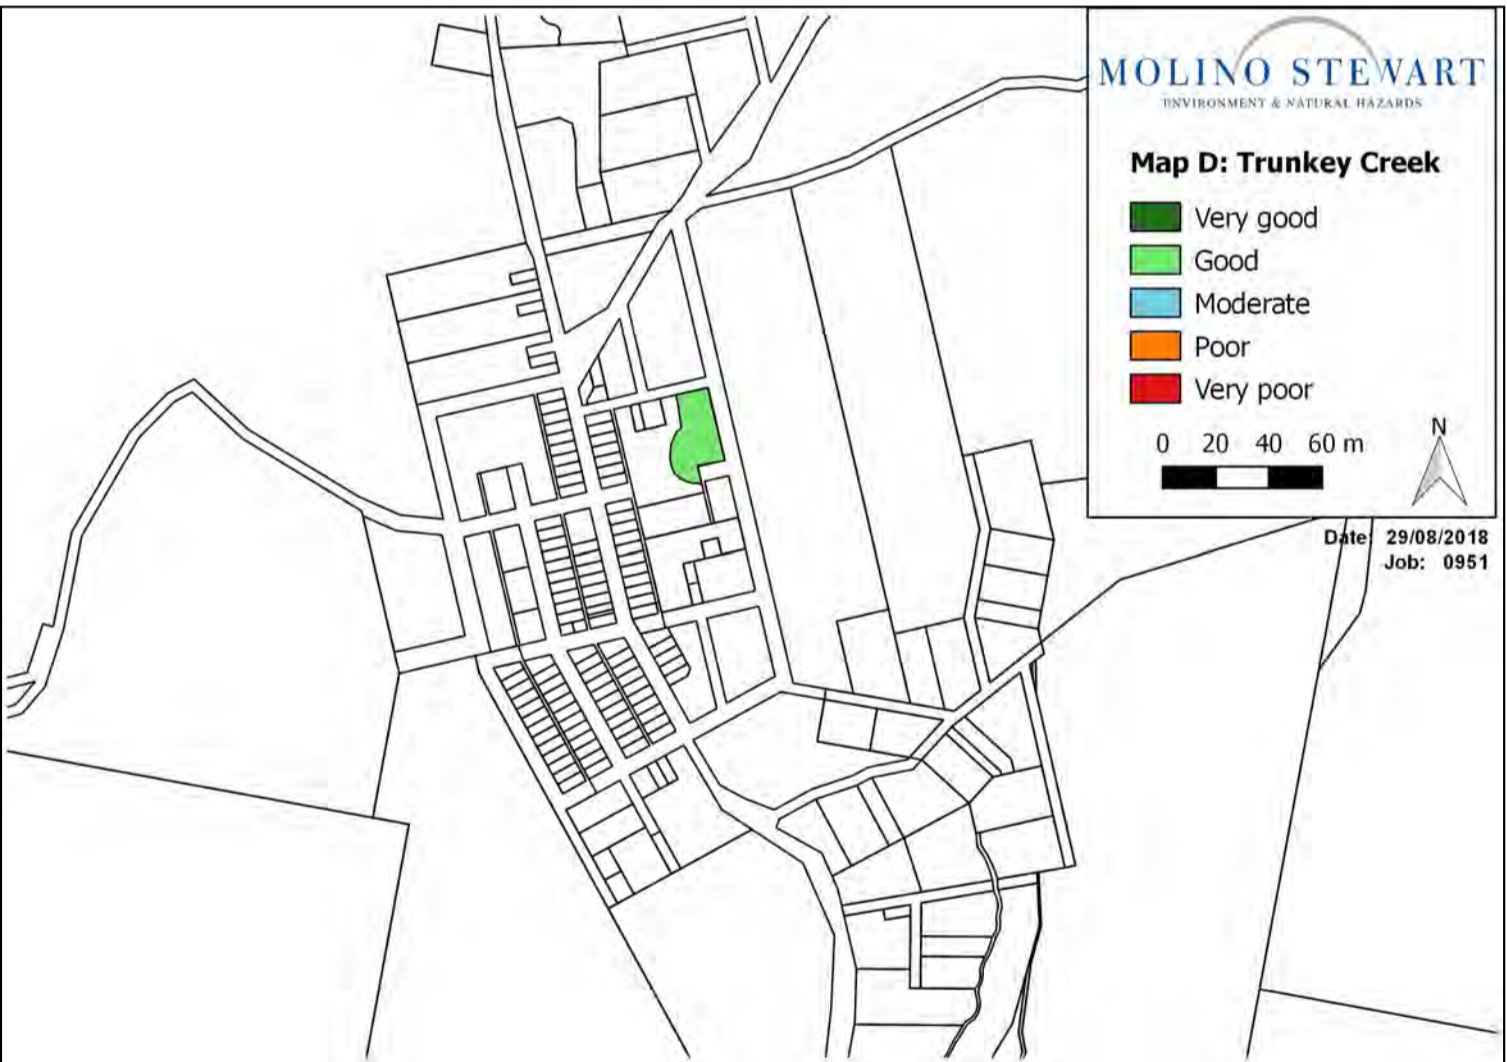 MOLINO STEWART
ENVIRONMENT & NATURAL HAZARDS
Map D: Trunkey Creek
Very good
Good
Moderate
Poor
Very poor
0 20 40 60 m
N
Date: 29/08/2018
Job: 0951